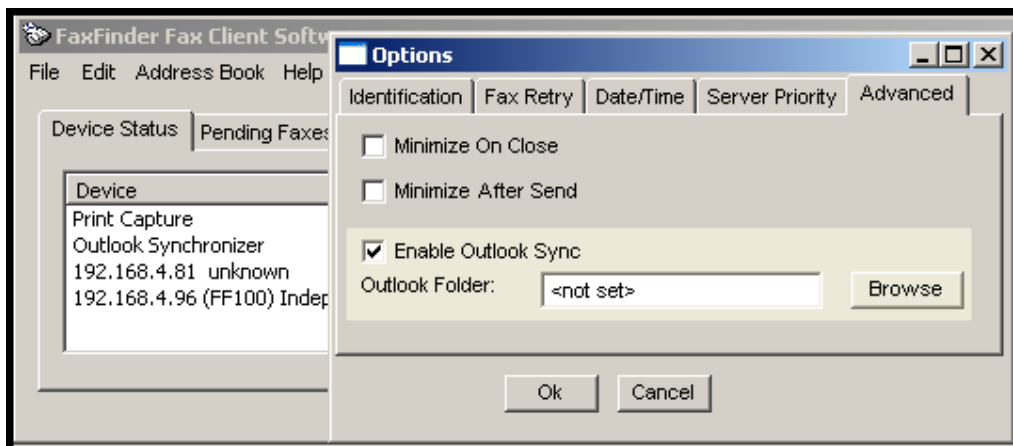 FaxFinder Fax Client Softw
File Edit Address Book Help
Device Status Pending Faxes
Device
Print Capture
Outlook Synchronizer
192.168.4.81 unknown
192.168.4.96 (FF100) Indep
Options
Identification Fax Retry Date/Time Server Priority Advanced
Minimize On Close
Minimize After Send
Enable Outlook Sync
Outlook Folder: <not set> Browse
Ok Cancel